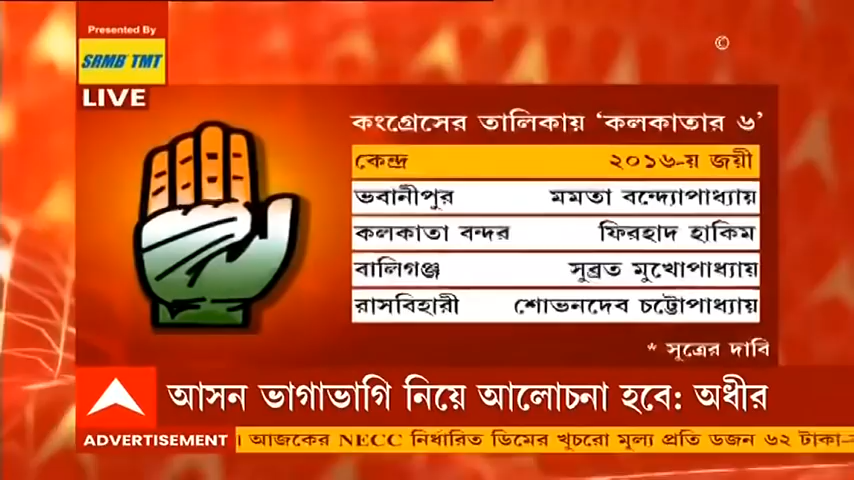 Presented By
SRMB TMT
LIVE
©
কংগ্রেসের তালিকায় ‘কলকাতার ৬’
কেন্দ্র ২০১৬-য় জয়ী
ভবানীপুর মমতা বন্দ্যোপাধ্যায়
কলকাতা বন্দর ফিরহাদ হাকিম
বালিগঞ্জ সুব্রত মুখোপাধ্যায়
রাসবিহারী শোভনদেব চট্টোপাধ্যায়
* সূত্রের দাবি
আসন ভাগাভাগি নিয়ে আলোচনা হবে: অধীর
ADVERTISEMENT
। আজকের NECC নির্ধারিত ডিমের খুচরো মূল্য প্রতি ডজন ৬২ টাকা-